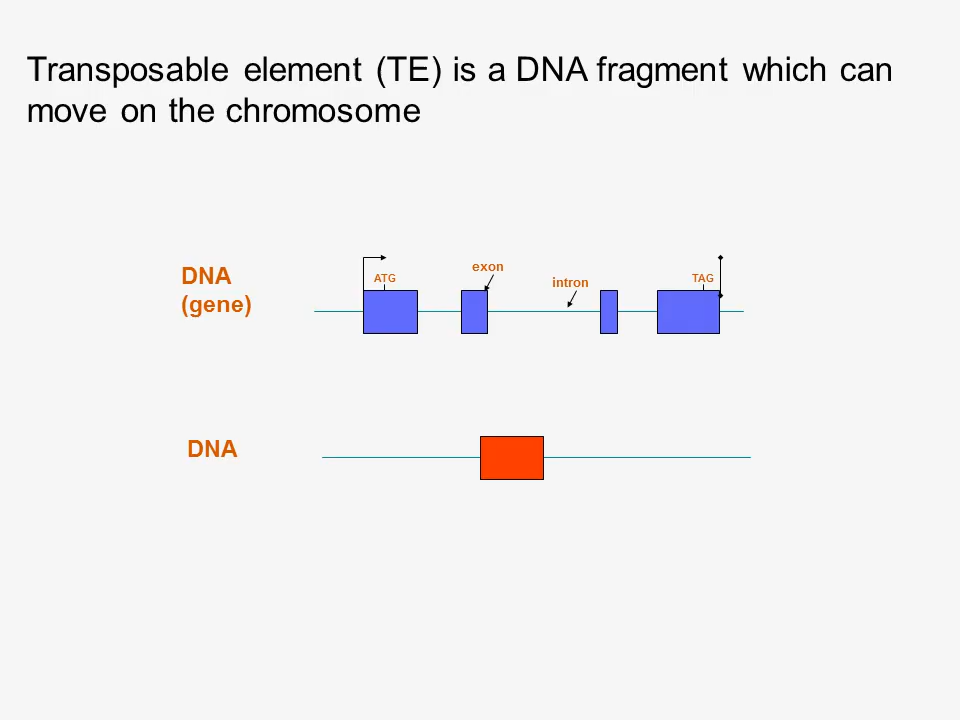 Transposable element (TE) is a DNA fragment which can
move on the chromosome
DNA
(gene)
ATG
exon
intron
TAG
DNA